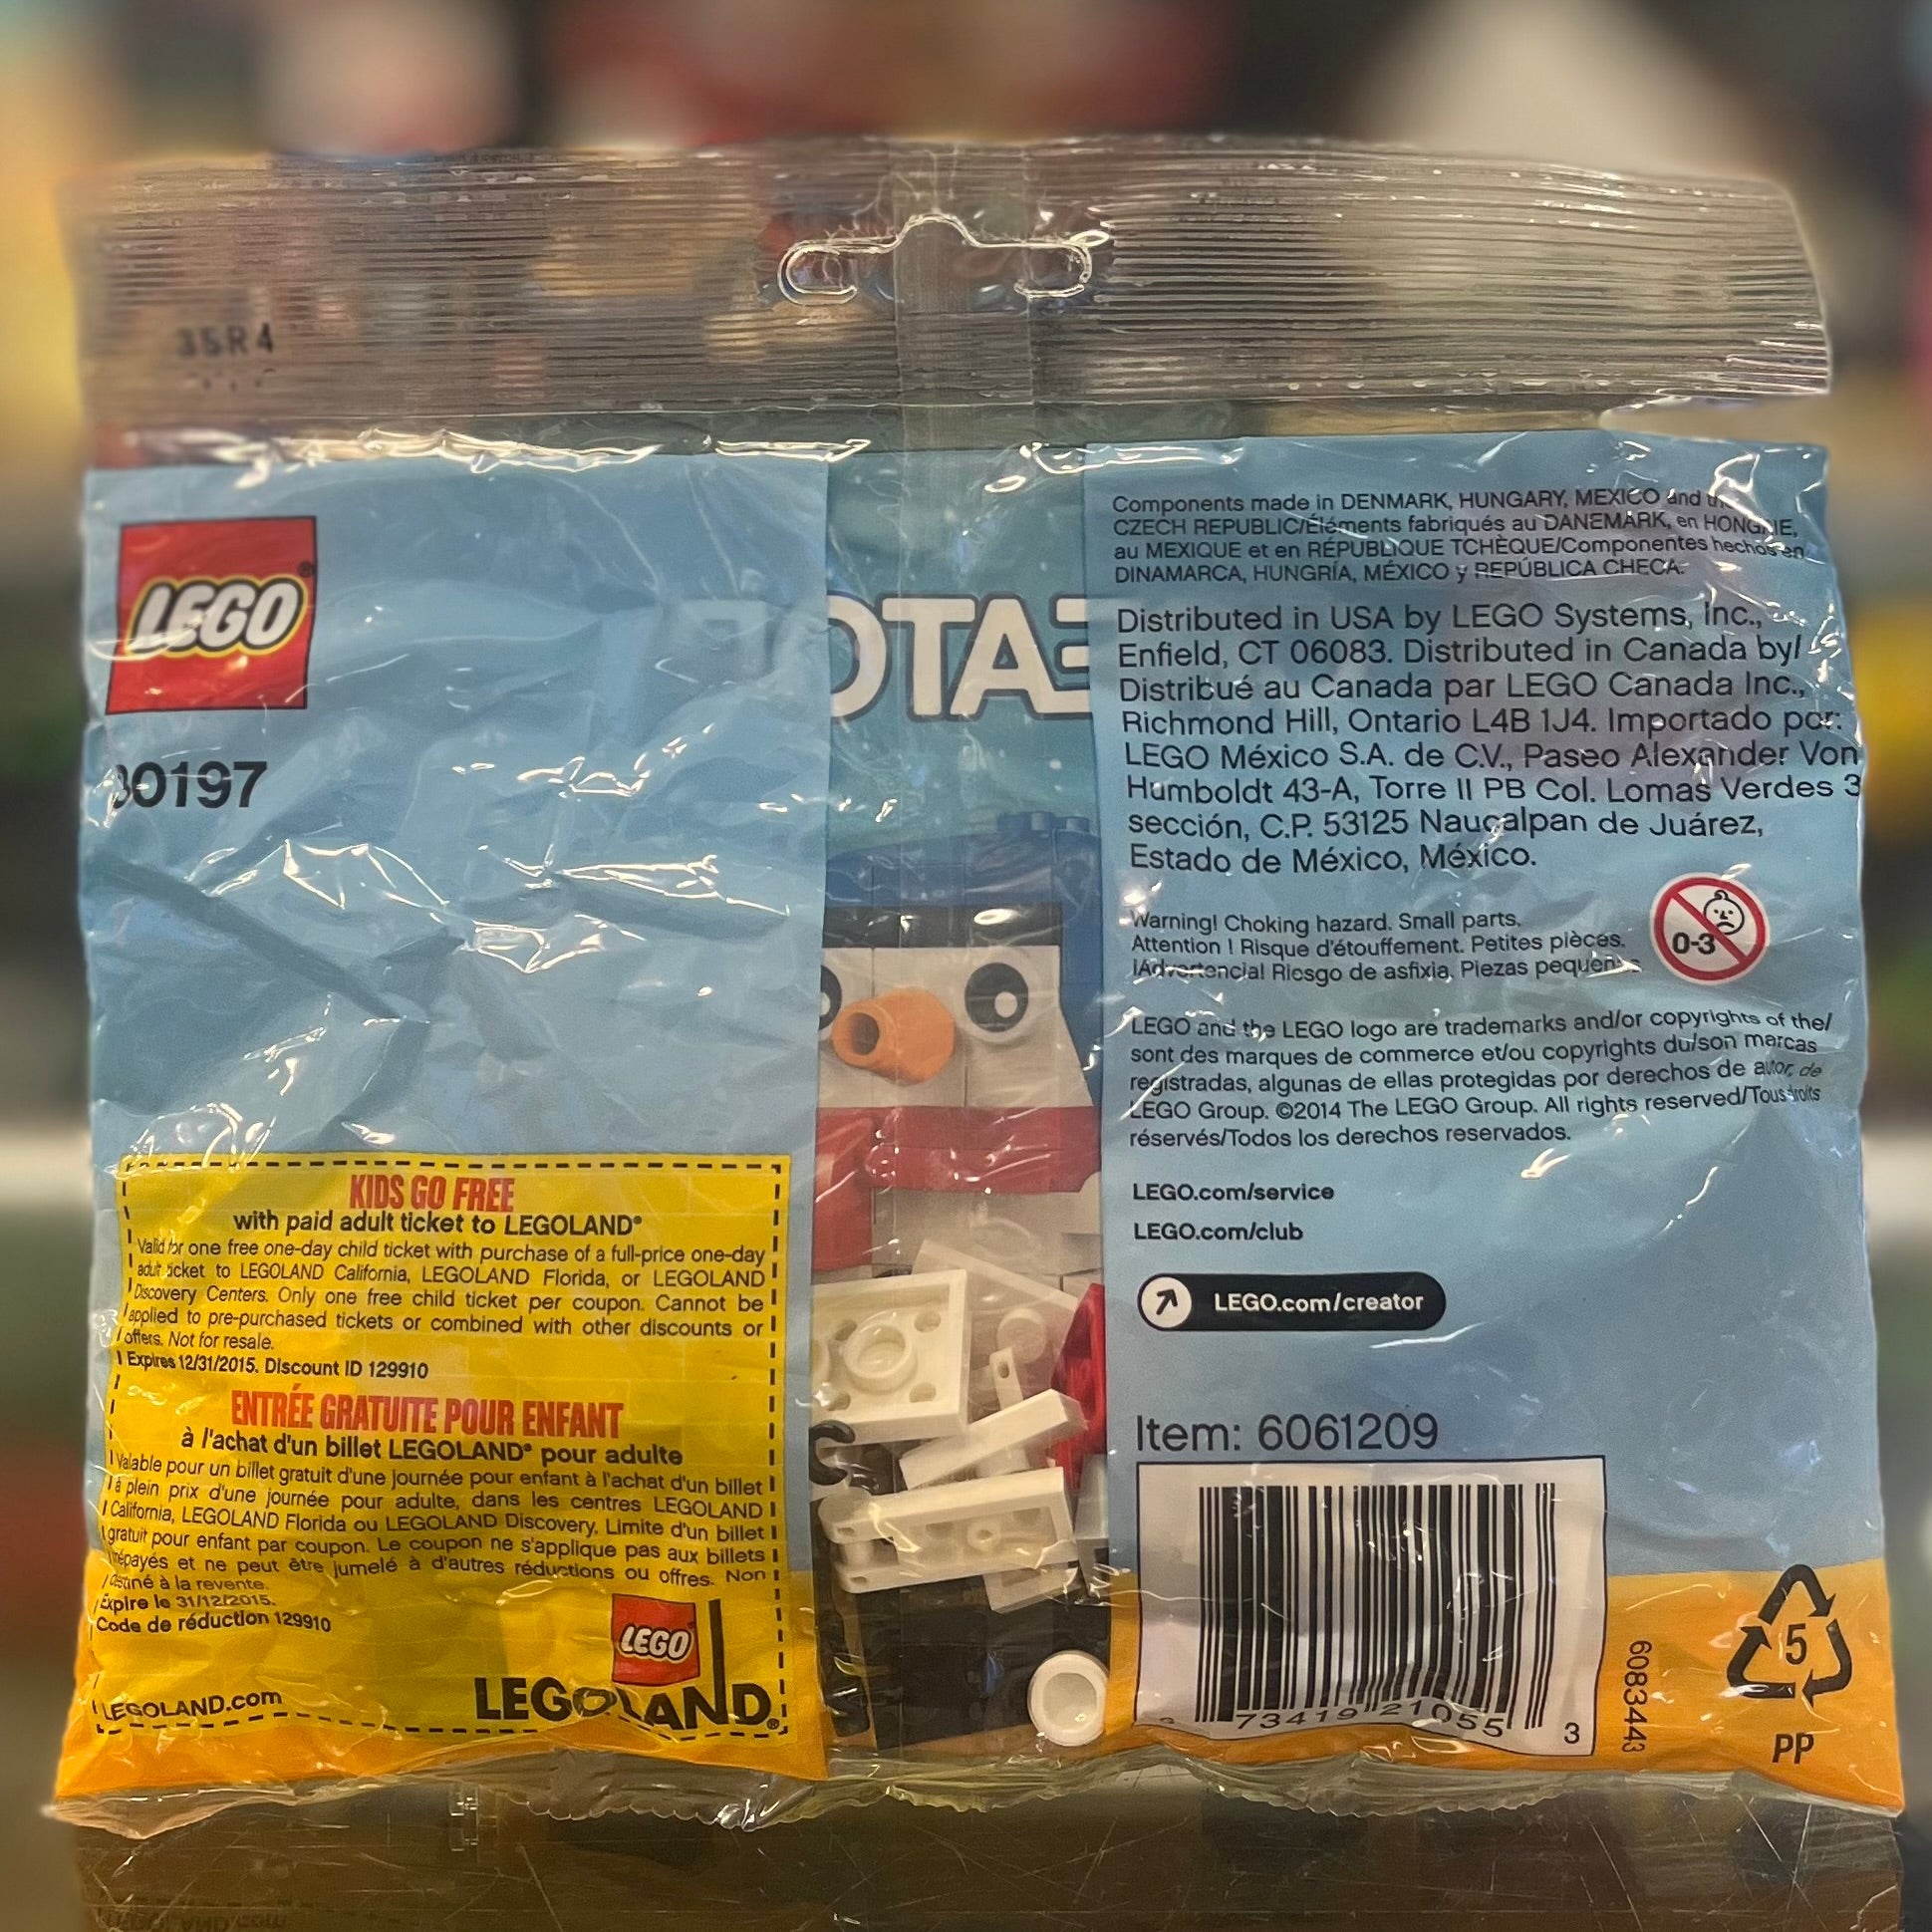 35R4
LEGO
30197
KIDS GO FREE
with paid adult ticket to LEGOLAND®
Valid for one free one-day child ticket with purchase of a full-price one-day
adult ticket to LEGOLAND California, LEGOLAND Florida, or LEGOLAND
Discovery Centers. Only one free child ticket per coupon. Cannot be
applied to pre-purchased tickets or combined with other discounts or
offers. Not for resale.
Expires 12/31/2015. Discount ID 129910
ENTRÉE GRATUITE POUR ENFANT
à l'achat d'un billet LEGOLAND® pour adulte
Valable pour un billet gratuit d'une journée pour enfant à l'achat d'un billet
à plein prix d'une journée pour adulte, dans les centres LEGOLAND
California, LEGOLAND Florida ou LEGOLAND Discovery. Limite d'un billet
gratuit pour enfant par coupon. Le coupon ne s'applique pas aux billets
prépayés et ne peut être jumelé à d'autres réductions ou offres. Non
destiné à la revente.
Expire le 31/12/2015.
Code de réduction 129910
LEGOLAND.com
LEGO
LEGOLAND®
Components made in DENMARK, HUNGARY, MEXICO and the
CZECH REPUBLIC/Éléments fabriqués au DANEMARK, en HONGRIE,
au MEXIQUE et en RÉPUBLIQUE TCHÈQUE/Componentes hechos en
DINAMARCA, HUNGRÍA, MÉXICO y REPÚBLICA CHECA.
Distributed in USA by LEGO Systems, Inc.,
Enfield, CT 06083. Distributed in Canada by/
Distribué au Canada par LEGO Canada Inc.,
Richmond Hill, Ontario L4B 1J4. Importado por:
LEGO México S.A. de C.V., Paseo Alexander Von
Humboldt 43-A, Torre II PB Col. Lomas Verdes 3
sección, C.P. 53125 Naucalpan de Juárez,
Estado de México, México.
Warning! Choking hazard. Small parts.
Attention ! Risque d'étouffement. Petites pièces.
¡Advertencia! Riesgo de asfixia. Piezas pequeñas
0-3
LEGO and the LEGO logo are trademarks and/or copyrights of the/
sont des marques de commerce et/ou copyrights du/son marcas
registradas, algunas de ellas protegidas por derechos de autor, de
LEGO Group. ©2014 The LEGO Group. All rights reserved/Tous droits
réservés/Todos los derechos reservados.
LEGO.com/service
LEGO.com/club
LEGO.com/creator
Item: 6061209
73419 21055 3
6083443
5
PP